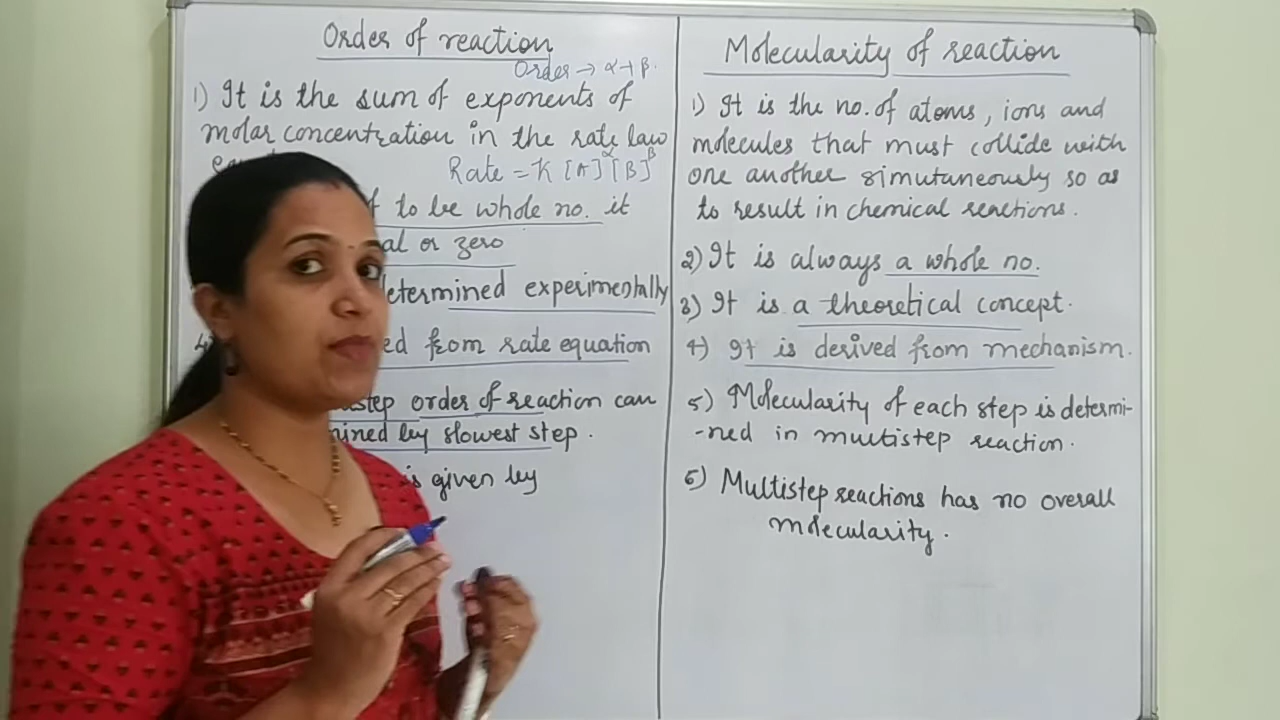 Order of reaction
Order → α + β.
1) It is the sum of exponents of
molar concentration in the rate law
Rate = K [A]^α [B]^β
to be whole no. it
or zero
determined experimentally
from rate equation
step order of reaction can
by slowest step.
is given by
Molecularity of reaction
1) It is the no. of atoms, ions and
molecules that must collide with
one another simutaneously so as
to result in chemical reactions.
2) It is always a whole no.
3) It is a theoretical concept.
4) It is derived from mechanism.
5) Molecularity of each step is determi-
-ned in multistep reaction.
6) Multistep reactions has no overall
molecularity.